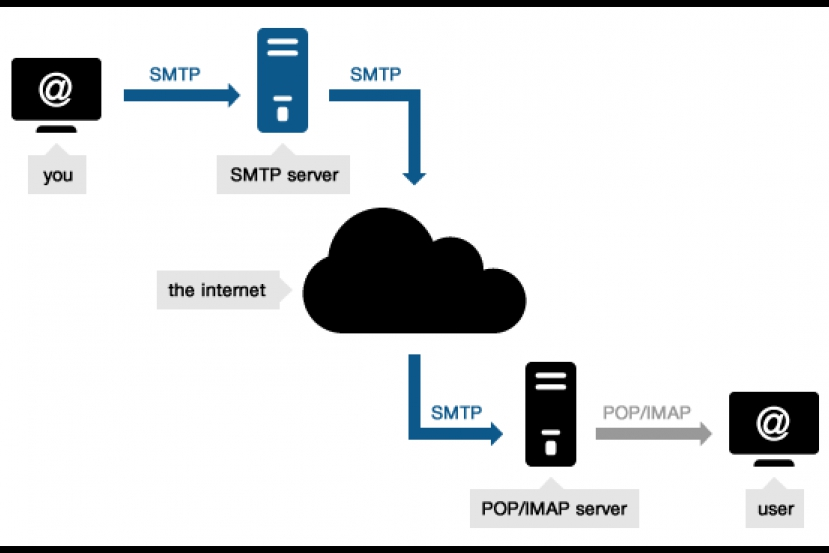 SMTP
SMTP
@
you
SMTP server
the internet
SMTP
POP/IMAP
@
POP/IMAP server
user